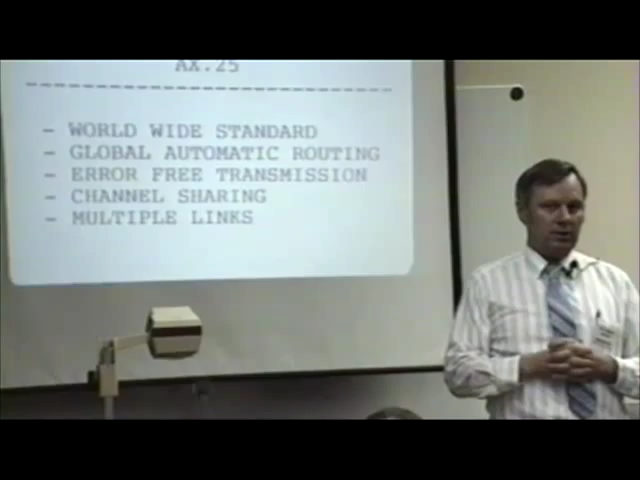 AX.25
- WORLD WIDE STANDARD
- GLOBAL AUTOMATIC ROUTING
- ERROR FREE TRANSMISSION
- CHANNEL SHARING
- MULTIPLE LINKS